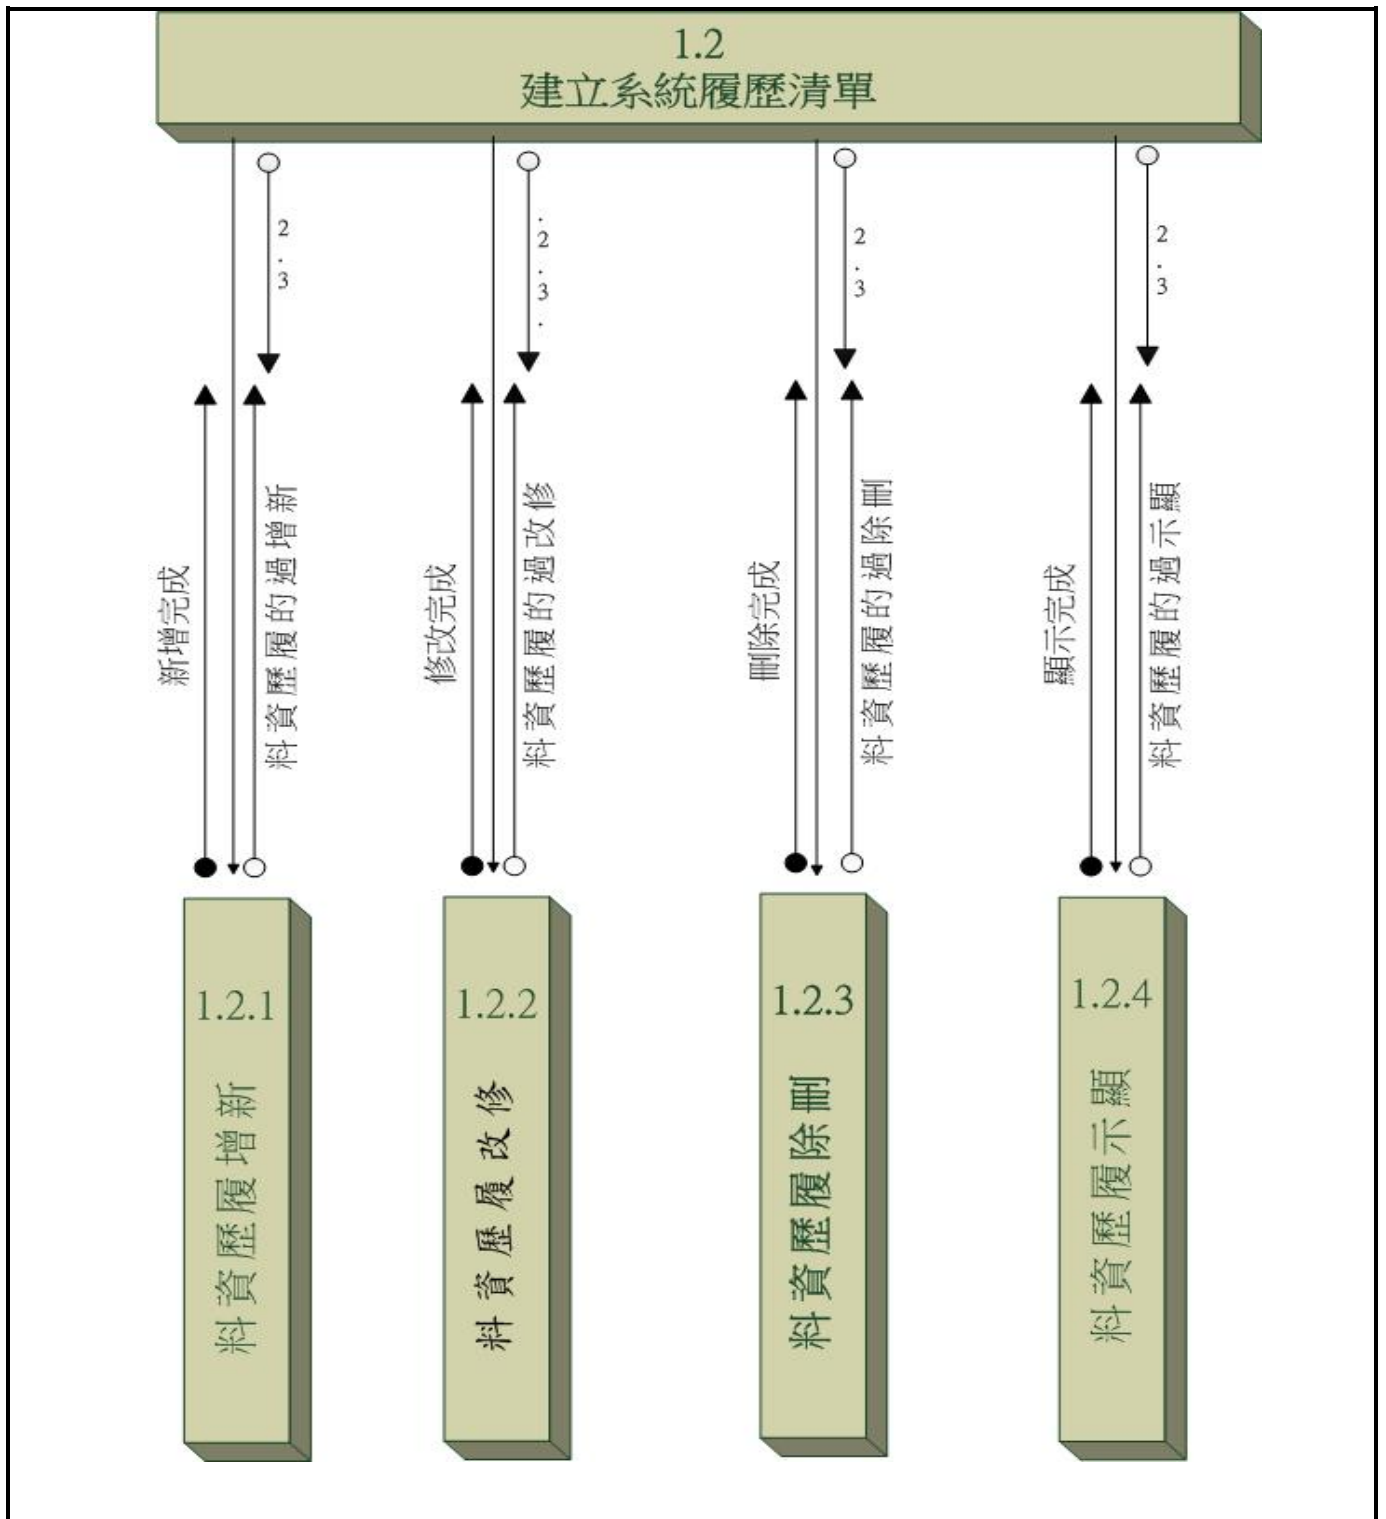 1.2
建立系統履歷清單
2.3
.2.3.
2.3
2.3
新增完成
新增過的履歷資料
修改完成
修改過的履歷資料
刪除完成
刪除過的履歷資料
顯示完成
顯示過的履歷資料
1.2.1
新增履歷資料
1.2.2
修改履歷資料
1.2.3
刪除履歷資料
1.2.4
顯示履歷資料